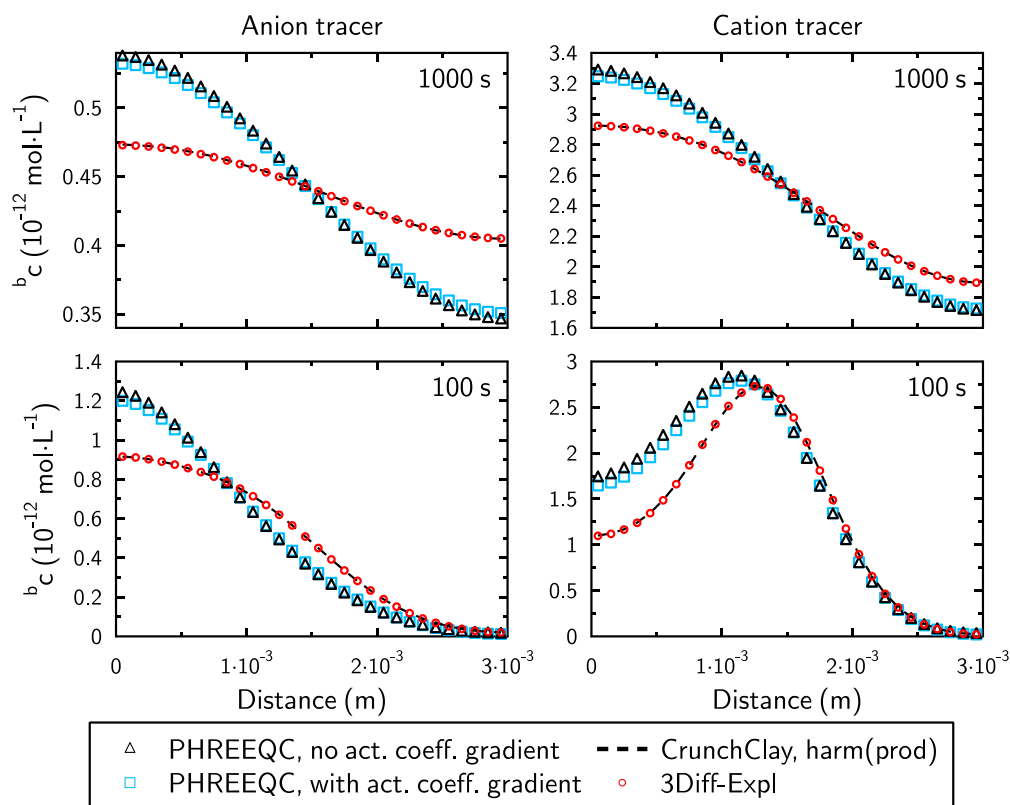 Anion tracer
Cation tracer
1000 s
0.5
0.45
0.4
0.35
ᵇc (10⁻¹² mol·L⁻¹)
1000 s
3.4
3.2
3
2.8
2.6
2.4
2.2
2
1.8
1.6
100 s
1.4
1.2
1
0.8
0.6
0.4
0.2
0
ᵇc (10⁻¹² mol·L⁻¹)
0
1·10⁻³
2·10⁻³
3·10⁻³
Distance (m)
100 s
3
2.5
2
1.5
1
0.5
0
0
1·10⁻³
2·10⁻³
3·10⁻³
Distance (m)
PHREEQC, no act. coeff. gradient
CrunchClay, harm(prod)
PHREEQC, with act. coeff. gradient
3Diff-Expl